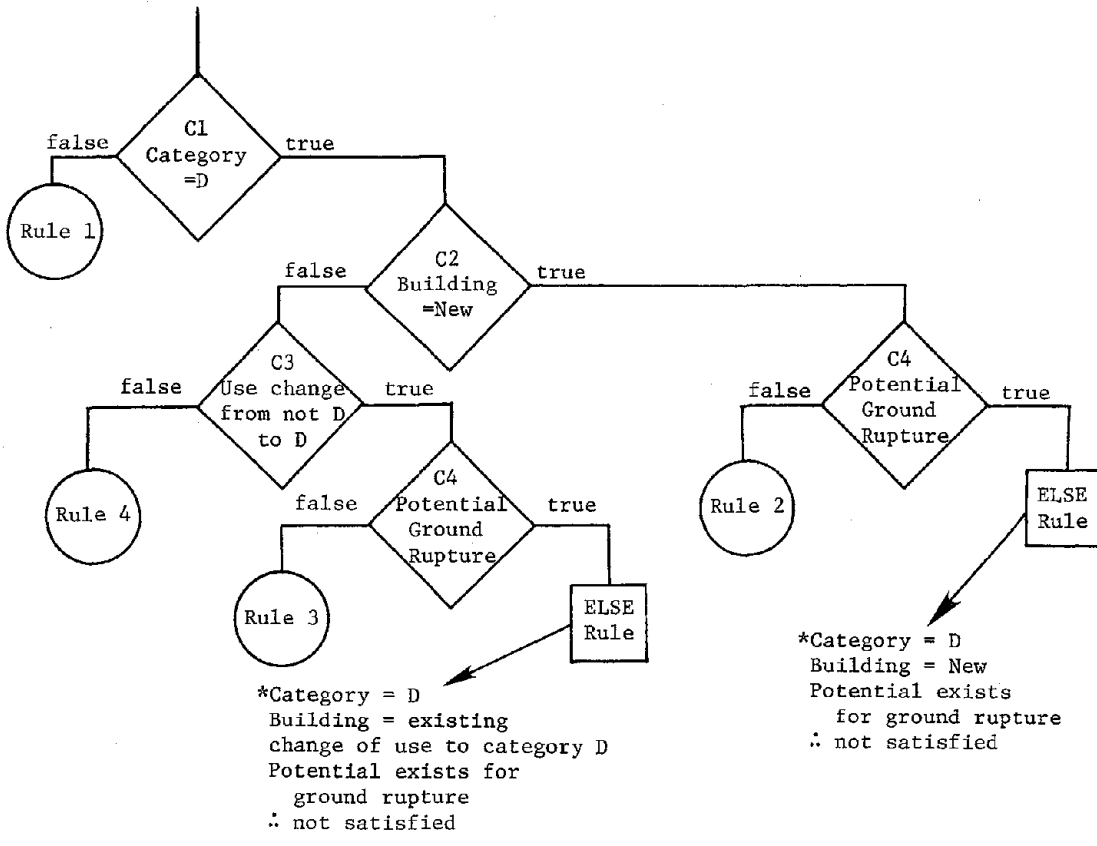 C1
Category
=D
false
true
Rule 1
C2
Building
=New
false
true
C3
Use change
from not D
to D
false
true
C4
Potential
Ground
Rupture
false
true
Rule 4
C4
Potential
Ground
Rupture
false
true
Rule 2
ELSE
Rule
Rule 3
ELSE
Rule
*Category = D
Building = existing
change of use to category D
Potential exists for
ground rupture
∴ not satisfied
*Category = D
Building = New
Potential exists
for ground rupture
∴ not satisfied